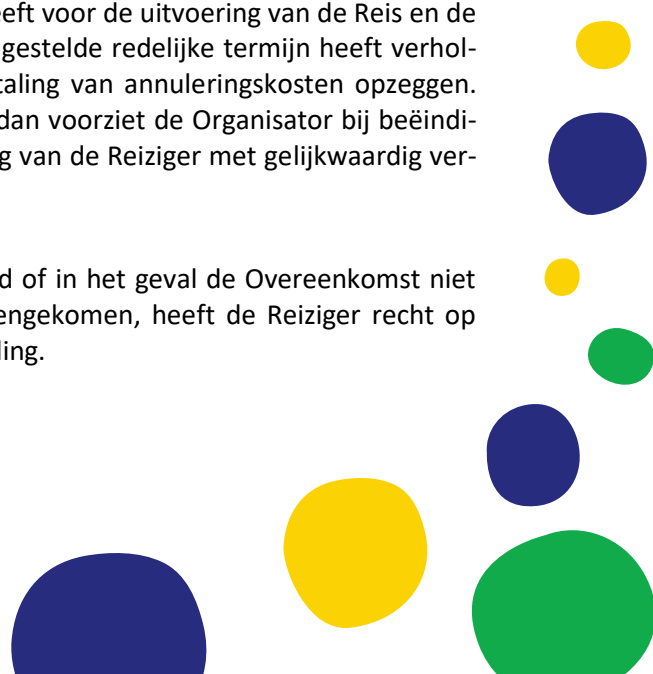 eeft voor de uitvoering van de Reis en de
gestelde redelijke termijn heeft verhol-
taling van annuleringskosten opzeggen.
dan voorziet de Organisator bij beëindi-
g van de Reiziger met gelijkwaardig ver-
d of in het geval de Overeenkomst niet
engekomen, heeft de Reiziger recht op
ling.